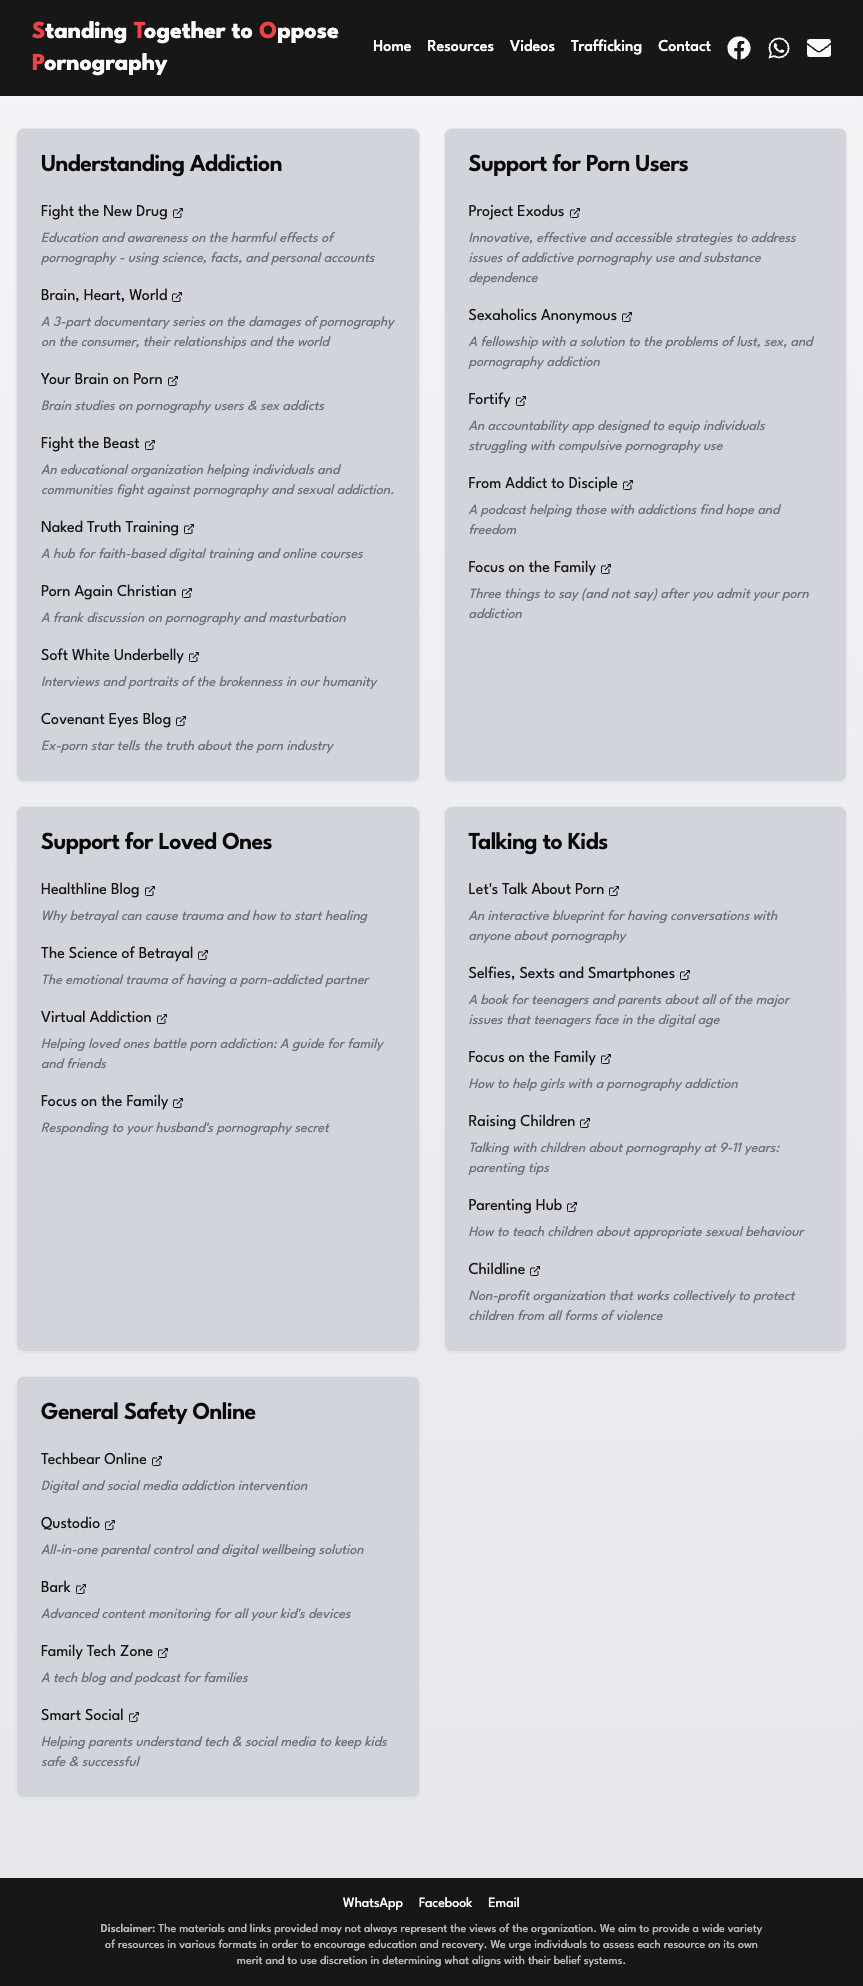 Standing Together to Oppose
Pornography
Home Resources Videos Trafficking Contact
Understanding Addiction
Fight the New Drug
Education and awareness on the harmful effects of
pornography - using science, facts, and personal accounts
Brain, Heart, World
A 3-part documentary series on the damages of pornography
on the consumer, their relationships and the world
Your Brain on Porn
Brain studies on pornography users & sex addicts
Fight the Beast
An educational organization helping individuals and
communities fight against pornography and sexual addiction.
Naked Truth Training
A hub for faith-based digital training and online courses
Porn Again Christian
A frank discussion on pornography and masturbation
Soft White Underbelly
Interviews and portraits of the brokenness in our humanity
Covenant Eyes Blog
Ex-porn star tells the truth about the porn industry
Support for Porn Users
Project Exodus
Innovative, effective and accessible strategies to address
issues of addictive pornography use and substance
dependence
Sexaholics Anonymous
A fellowship with a solution to the problems of lust, sex, and
pornography addiction
Fortify
An accountability app designed to equip individuals
struggling with compulsive pornography use
From Addict to Disciple
A podcast helping those with addictions find hope and
freedom
Focus on the Family
Three things to say (and not say) after you admit your porn
addiction
Support for Loved Ones
Healthline Blog
Why betrayal can cause trauma and how to start healing
The Science of Betrayal
The emotional trauma of having a porn-addicted partner
Virtual Addiction
Helping loved ones battle porn addiction: A guide for family
and friends
Focus on the Family
Responding to your husband's pornography secret
Talking to Kids
Let's Talk About Porn
An interactive blueprint for having conversations with
anyone about pornography
Selfies, Sexts and Smartphones
A book for teenagers and parents about all of the major
issues that teenagers face in the digital age
Focus on the Family
How to help girls with a pornography addiction
Raising Children
Talking with children about pornography at 9-11 years:
parenting tips
Parenting Hub
How to teach children about appropriate sexual behaviour
Childline
Non-profit organization that works collectively to protect
children from all forms of violence
General Safety Online
Techbear Online
Digital and social media addiction intervention
Qustodio
All-in-one parental control and digital wellbeing solution
Bark
Advanced content monitoring for all your kid's devices
Family Tech Zone
A tech blog and podcast for families
Smart Social
Helping parents understand tech & social media to keep kids
safe & successful
WhatsApp Facebook Email
Disclaimer: The materials and links provided may not always represent the views of the organization. We aim to provide a wide variety
of resources in various formats in order to encourage education and recovery. We urge individuals to assess each resource on its own
merit and to use discretion in determining what aligns with their belief systems.